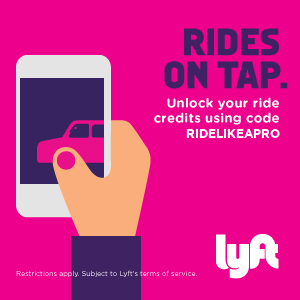 RIDES
ON TAP.
Unlock your ride
credits using code
RIDELIKEAPRO
lyft
Restrictions apply. Subject to Lyft's terms of service.